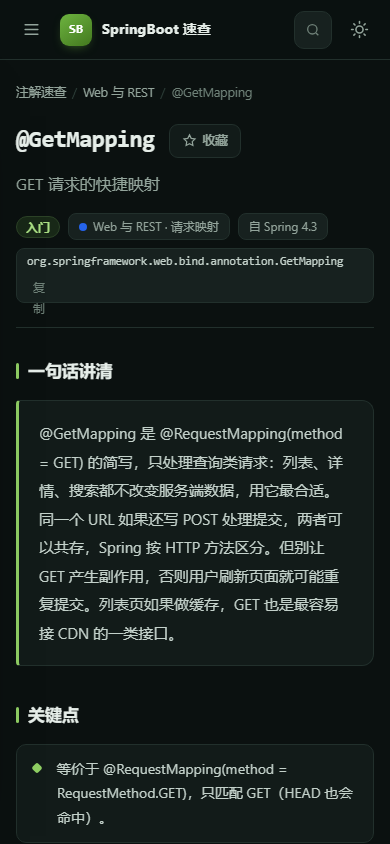 SB SpringBoot 速查
注解速查 / Web 与 REST / @GetMapping
@GetMapping 收藏
GET 请求的快捷映射
入门 Web 与 REST · 请求映射 自 Spring 4.3
org.springframework.web.bind.annotation.GetMapping
复
制
一句话讲清
@GetMapping 是 @RequestMapping(method
= GET) 的简写，只处理查询类请求：列表、详
情、搜索都不改变服务端数据，用它最合适。
同一个 URL 如果还写 POST 处理提交，两者可
以共存，Spring 按 HTTP 方法区分。但别让
GET 产生副作用，否则用户刷新页面就可能重
复提交。列表页如果做缓存，GET 也是最容易
接 CDN 的一类接口。
关键点
等价于 @RequestMapping(method =
RequestMethod.GET)，只匹配 GET（HEAD 也会
命中）。